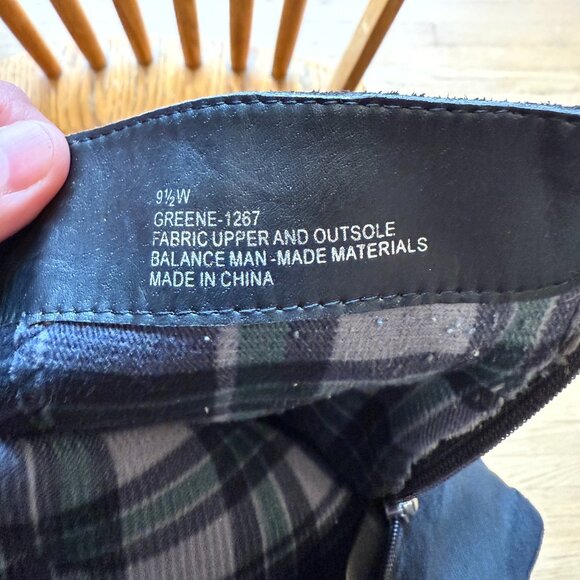 9½W
GREENE-1267
FABRIC UPPER AND OUTSOLE
BALANCE MAN-MADE MATERIALS
MADE IN CHINA